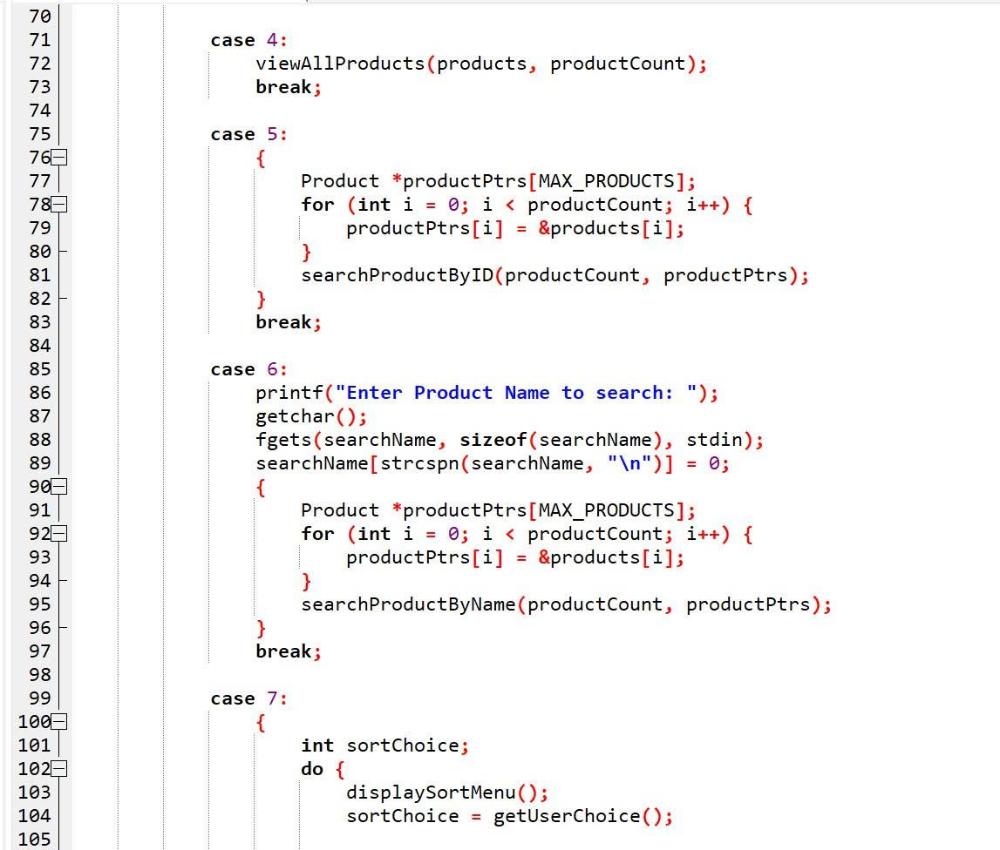 70
71 case 4:
72 viewAllProducts(products, productCount);
73 break;
74
75 case 5:
76 {
77 Product *productPtrs[MAX_PRODUCTS];
78 for (int i = 0; i < productCount; i++) {
79 productPtrs[i] = &products[i];
80 }
81 searchProductByID(productCount, productPtrs);
82 }
83 break;
84
85 case 6:
86 printf("Enter Product Name to search: ");
87 getchar();
88 fgets(searchName, sizeof(searchName), stdin);
89 searchName[strcspn(searchName, "\n")] = 0;
90 {
91 Product *productPtrs[MAX_PRODUCTS];
92 for (int i = 0; i < productCount; i++) {
93 productPtrs[i] = &products[i];
94 }
95 searchProductByName(productCount, productPtrs);
96 }
97 break;
98
99 case 7:
100 {
101 int sortChoice;
102 do {
103 displaySortMenu();
104 sortChoice = getUserChoice();
105